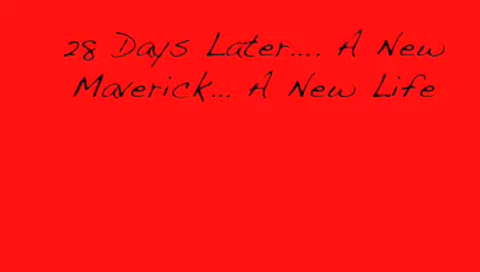 28 Days Later.... A New
Maverick... A New Life